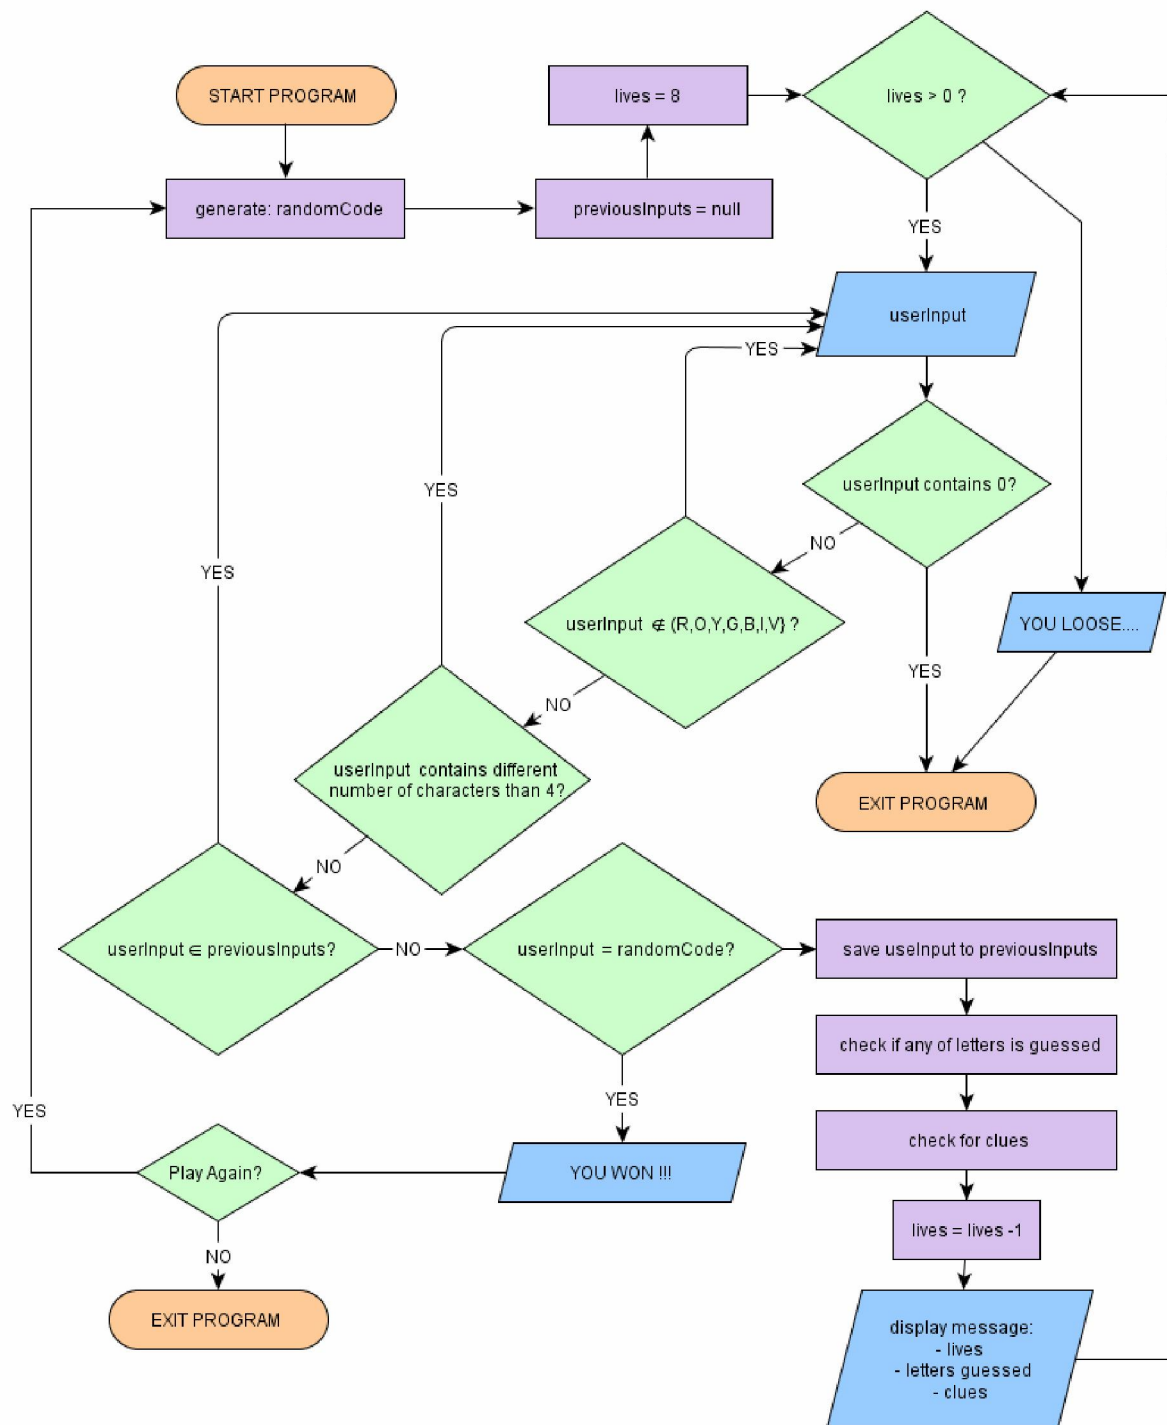 START PROGRAM
lives = 8
lives > 0 ?
generate: randomCode
previousInputs = null
YES
userInput
YES
YES
userInput contains 0?
NO
YES
userInput ∉ (R,O,Y,G,B,I,V} ?
YOU LOOSE....
YES
NO
userInput contains different
number of characters than 4?
EXIT PROGRAM
NO
userInput ∈ previousInputs?
NO
userInput = randomCode?
save useInput to previousInputs
check if any of letters is guessed
YES
YES
check for clues
Play Again?
YOU WON !!!
lives = lives -1
NO
EXIT PROGRAM
display message:
- lives
- letters guessed
- clues